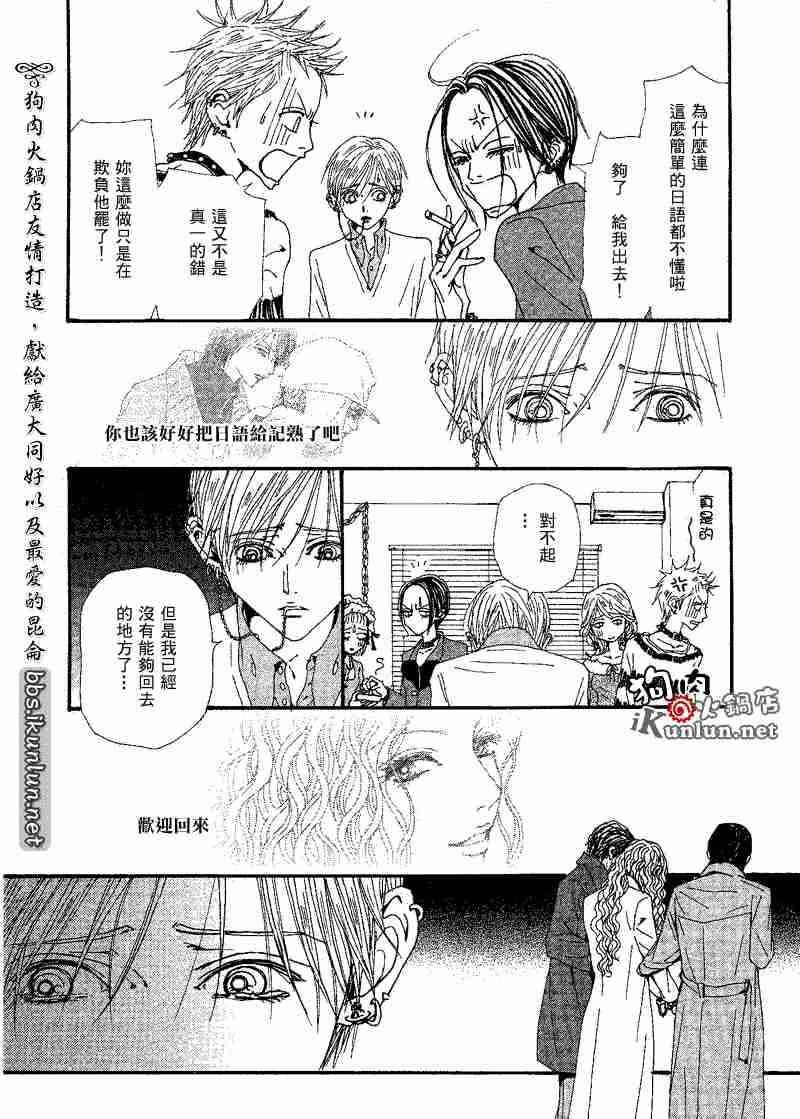 為什麼連
這麼簡單的
日語都不懂啦
夠了 給我出去！
這又不是
真一的錯
妳這麼做只是在
欺負他罷了！
你也該好好把日語給記熟了吧
真是的
對不起
…
但是我已經
沒有能夠回去
的地方了…
歡迎回來
狗肉火鍋店友情打造，獻給廣大同好以及最愛的昆侖
bbs.ikunlun.net
狗肉
火鍋店
iKunlun.net